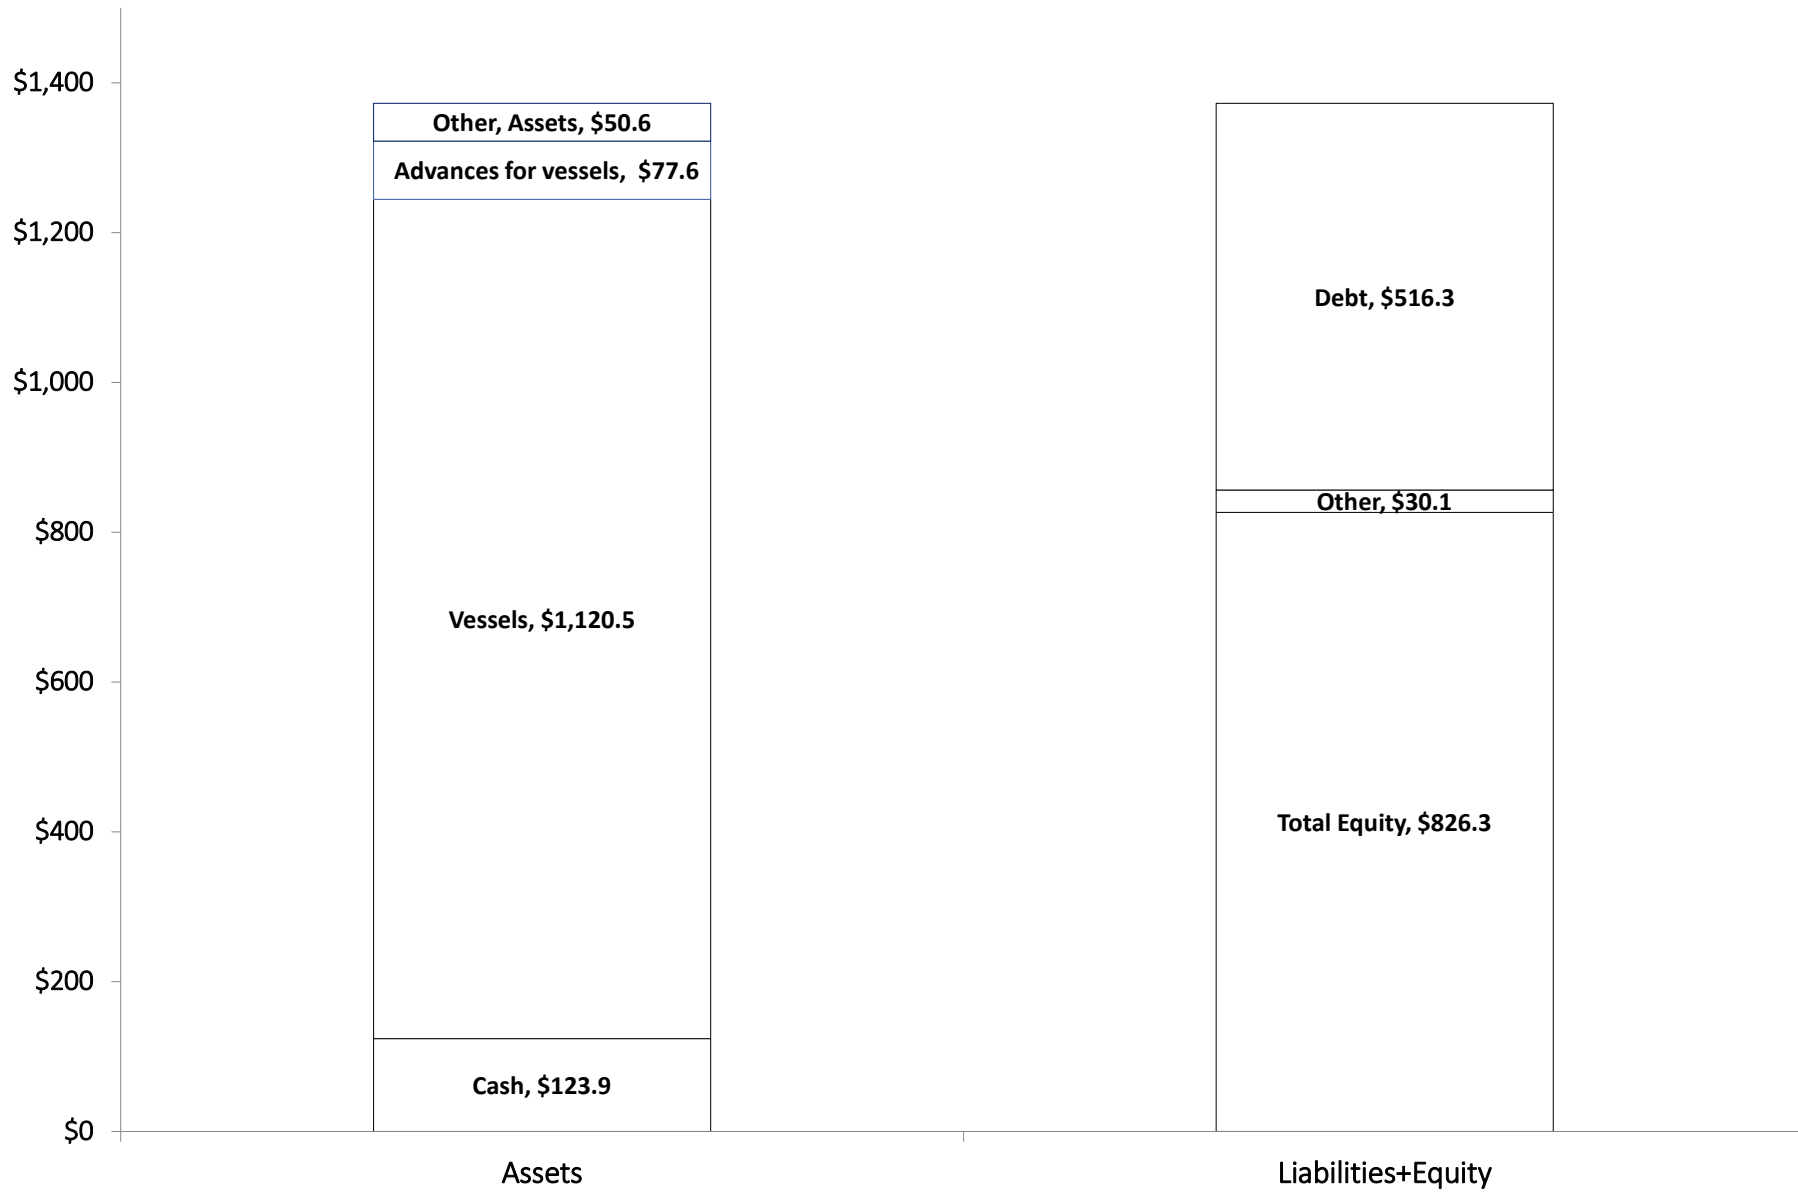 $1,400
$1,200
$1,000
$800
$600
$400
$200
$0
Other, Assets, $50.6
Advances for vessels,  $77.6
Vessels, $1,120.5
Cash, $123.9
Debt, $516.3
Other, $30.1
Total Equity, $826.3
Assets
Liabilities+Equity